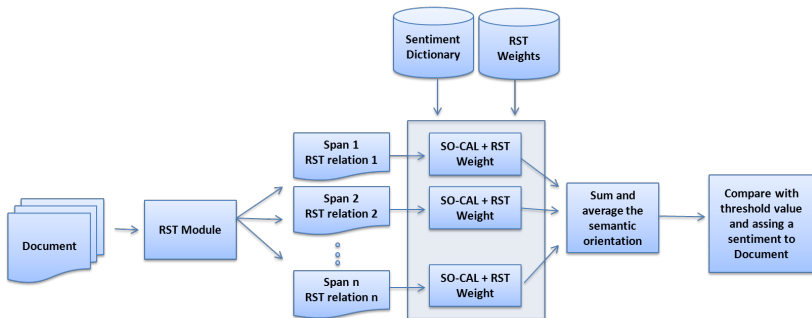 Sentiment
Dictionary
RST
Weights
Span 1
RST relation 1
SO-CAL + RST
Weight
Span 2
RST relation 2
SO-CAL + RST
Weight
Document
RST Module
Sum and
average the
semantic
orientation
Compare with
threshold value
and assing a
sentiment to
Document
Span n
RST relation n
SO-CAL + RST
Weight